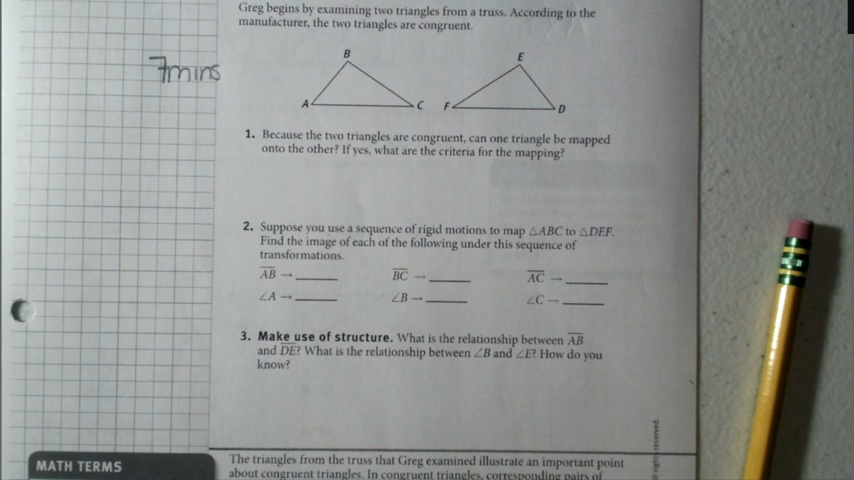 Greg begins by examining two triangles from a truss. According to the
manufacturer, the two triangles are congruent.
7mins
B
E
A
C
F
D
1. Because the two triangles are congruent, can one triangle be mapped
onto the other? If yes, what are the criteria for the mapping?
2. Suppose you use a sequence of rigid motions to map △ABC to △DEF.
Find the image of each of the following under this sequence of
transformations.
A̅B̅ → ______ B̅C̅ → ______ A̅C̅ → ______
∠A → ______ ∠B → ______ ∠C → ______
3. Make use of structure. What is the relationship between A̅B̅
and D̅E̅? What is the relationship between ∠B and ∠E? How do you
know?
MATH TERMS
The triangles from the truss that Greg examined illustrate an important point
about congruent triangles. In congruent triangles, corresponding pairs of
rights reserved.